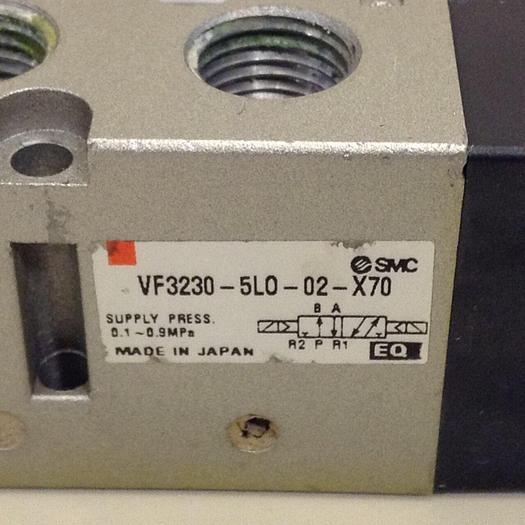 SMC
VF3230-5LO-02-X70
SUPPLY PRESS.
0.1~0.9MPa
B A
R2 P R1
MADE IN JAPAN
EQ